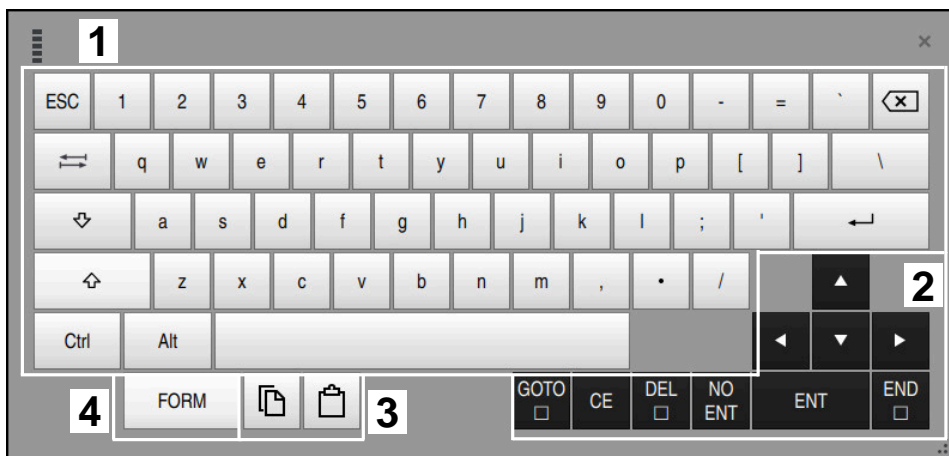 1 ×
ESC 1 2 3 4 5 6 7 8 9 0 - = `
q w e r t y u i o p [ ] \
a s d f g h j k l ; '
z x c v b n m , • / 2
Ctrl Alt
4 FORM 3 GOTO CE DEL NO ENT ENT END